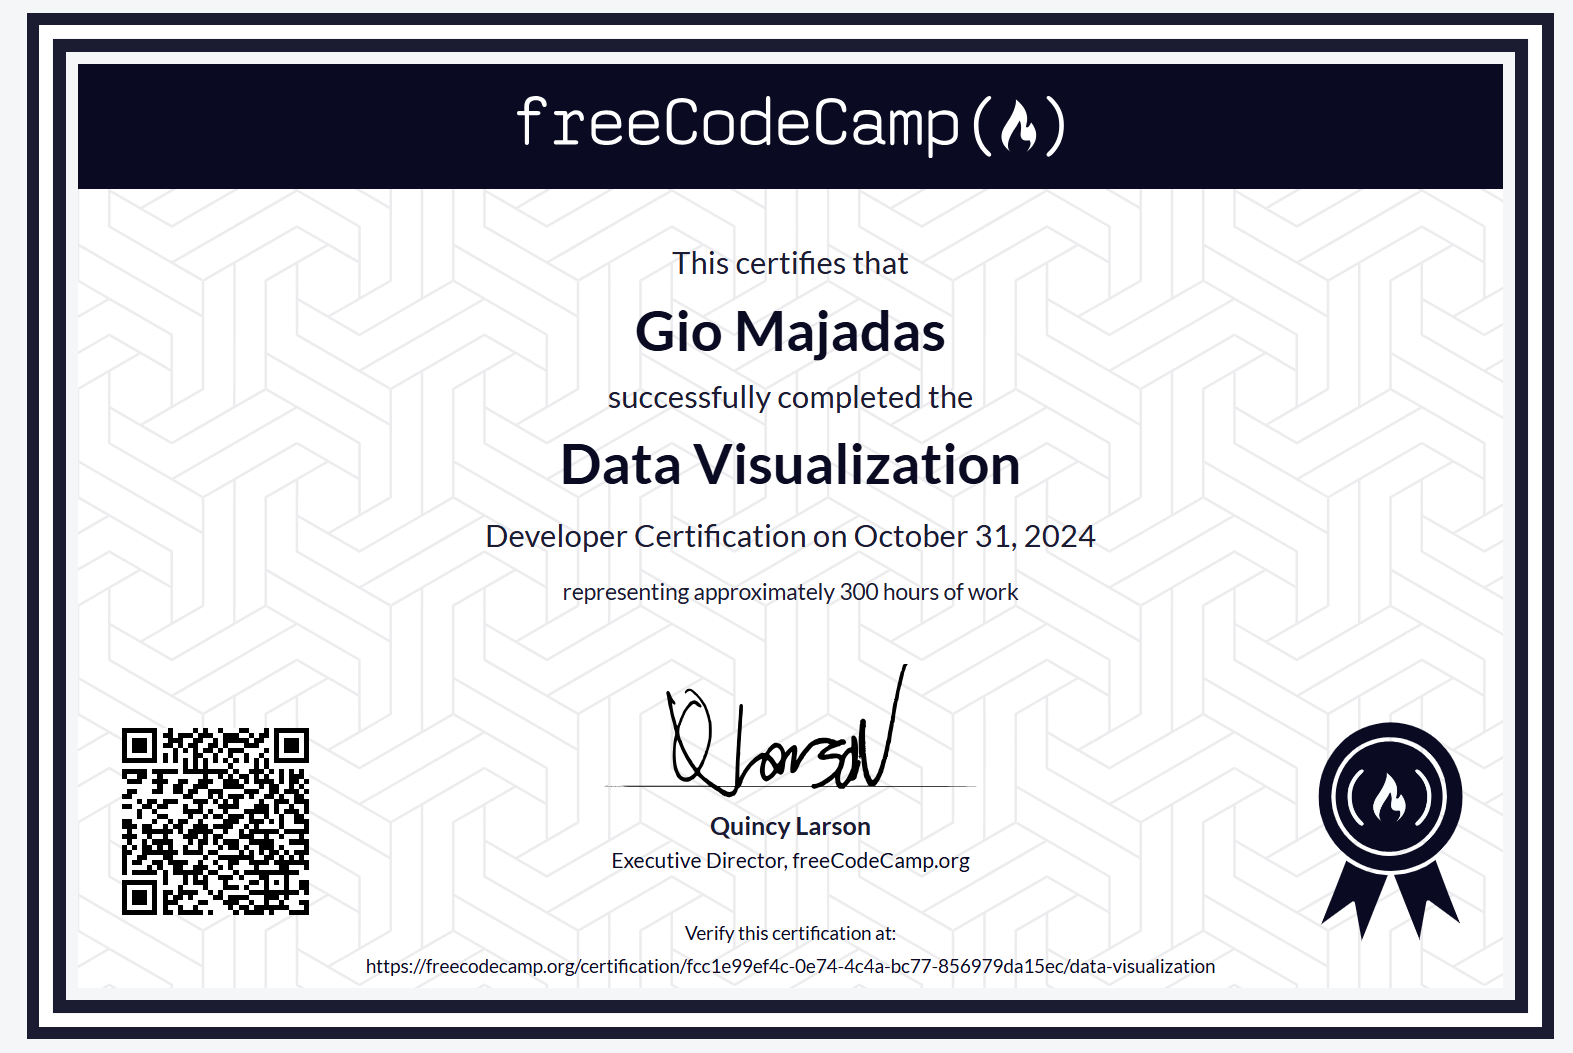 freeCodeCamp
This certifies that
Gio Majadas
successfully completed the
Data Visualization
Developer Certification on October 31, 2024
representing approximately 300 hours of work
Q Larson
Quincy Larson
Executive Director, freeCodeCamp.org
Verify this certification at:
https://freecodecamp.org/certification/fcc1e99ef4c-0e74-4c4a-bc77-856979da15ec/data-visualization